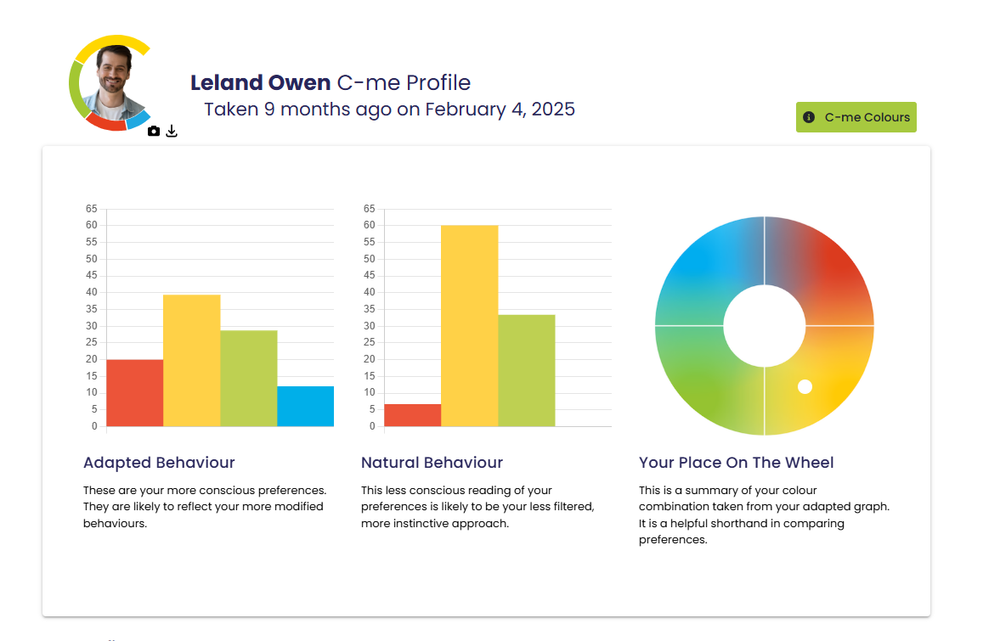 Leland Owen C-me Profile
Taken 9 months ago on February 4, 2025
C-me Colours
65
60
55
50
45
40
35
30
25
20
15
10
5
0
65
60
55
50
45
40
35
30
25
20
15
10
5
0
Adapted Behaviour
These are your more conscious preferences.
They are likely to reflect your more modified
behaviours.
Natural Behaviour
This less conscious reading of your
preferences is likely to be your less filtered,
more instinctive approach.
Your Place On The Wheel
This is a summary of your colour
combination taken from your adapted graph.
It is a helpful shorthand in comparing
preferences.